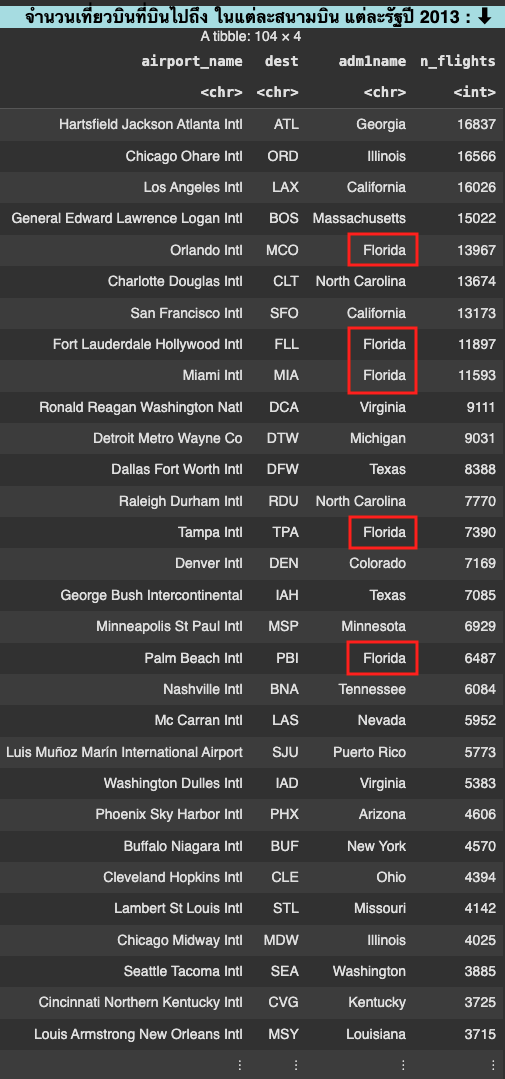 จำนวนเที่ยวบินที่บินไปถึง ในแต่ละสนามบิน แต่ละรัฐปี 2013 : ⬇
A tibble: 104 × 4
airport_name dest adm1name n_flights
<chr> <chr> <chr> <int>
Hartsfield Jackson Atlanta Intl ATL Georgia 16837
Chicago Ohare Intl ORD Illinois 16566
Los Angeles Intl LAX California 16026
General Edward Lawrence Logan Intl BOS Massachusetts 15022
Orlando Intl MCO Florida 13967
Charlotte Douglas Intl CLT North Carolina 13674
San Francisco Intl SFO California 13173
Fort Lauderdale Hollywood Intl FLL Florida 11897
Miami Intl MIA Florida 11593
Ronald Reagan Washington Natl DCA Virginia 9111
Detroit Metro Wayne Co DTW Michigan 9031
Dallas Fort Worth Intl DFW Texas 8388
Raleigh Durham Intl RDU North Carolina 7770
Tampa Intl TPA Florida 7390
Denver Intl DEN Colorado 7169
George Bush Intercontinental IAH Texas 7085
Minneapolis St Paul Intl MSP Minnesota 6929
Palm Beach Intl PBI Florida 6487
Nashville Intl BNA Tennessee 6084
Mc Carran Intl LAS Nevada 5952
Luis Muñoz Marín International Airport SJU Puerto Rico 5773
Washington Dulles Intl IAD Virginia 5383
Phoenix Sky Harbor Intl PHX Arizona 4606
Buffalo Niagara Intl BUF New York 4570
Cleveland Hopkins Intl CLE Ohio 4394
Lambert St Louis Intl STL Missouri 4142
Chicago Midway Intl MDW Illinois 4025
Seattle Tacoma Intl SEA Washington 3885
Cincinnati Northern Kentucky Intl CVG Kentucky 3725
Louis Armstrong New Orleans Intl MSY Louisiana 3715
⋮ ⋮ ⋮ ⋮